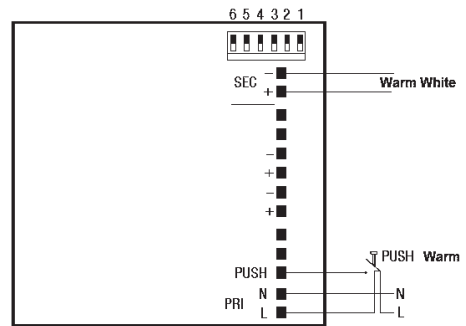 6 5 4 3 2 1
SEC
−
+
Warm White
−
+
−
+
PUSH
PUSH Warm
PRI
N
N
L
L